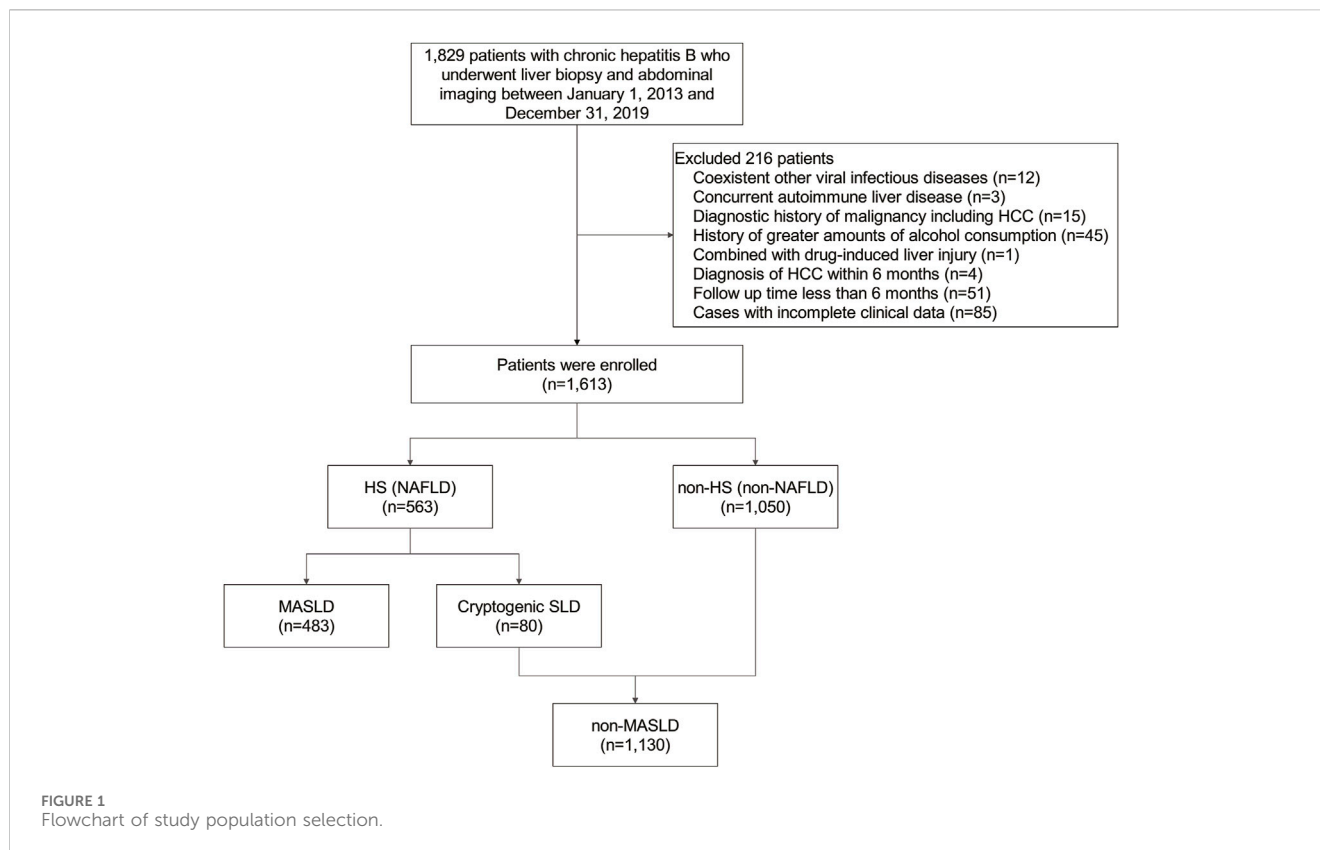 1,829 patients with chronic hepatitis B who
underwent liver biopsy and abdominal
imaging between January 1, 2013 and
December 31, 2019
Excluded 216 patients
Coexistent other viral infectious diseases (n=12)
Concurrent autoimmune liver disease (n=3)
Diagnostic history of malignancy including HCC (n=15)
History of greater amounts of alcohol consumption (n=45)
Combined with drug-induced liver injury (n=1)
Diagnosis of HCC within 6 months (n=4)
Follow up time less than 6 months (n=51)
Cases with incomplete clinical data (n=85)
Patients were enrolled
(n=1,613)
HS (NAFLD)
(n=563)
non-HS (non-NAFLD)
(n=1,050)
MASLD
(n=483)
Cryptogenic SLD
(n=80)
non-MASLD
(n=1,130)
FIGURE 1
Flowchart of study population selection.